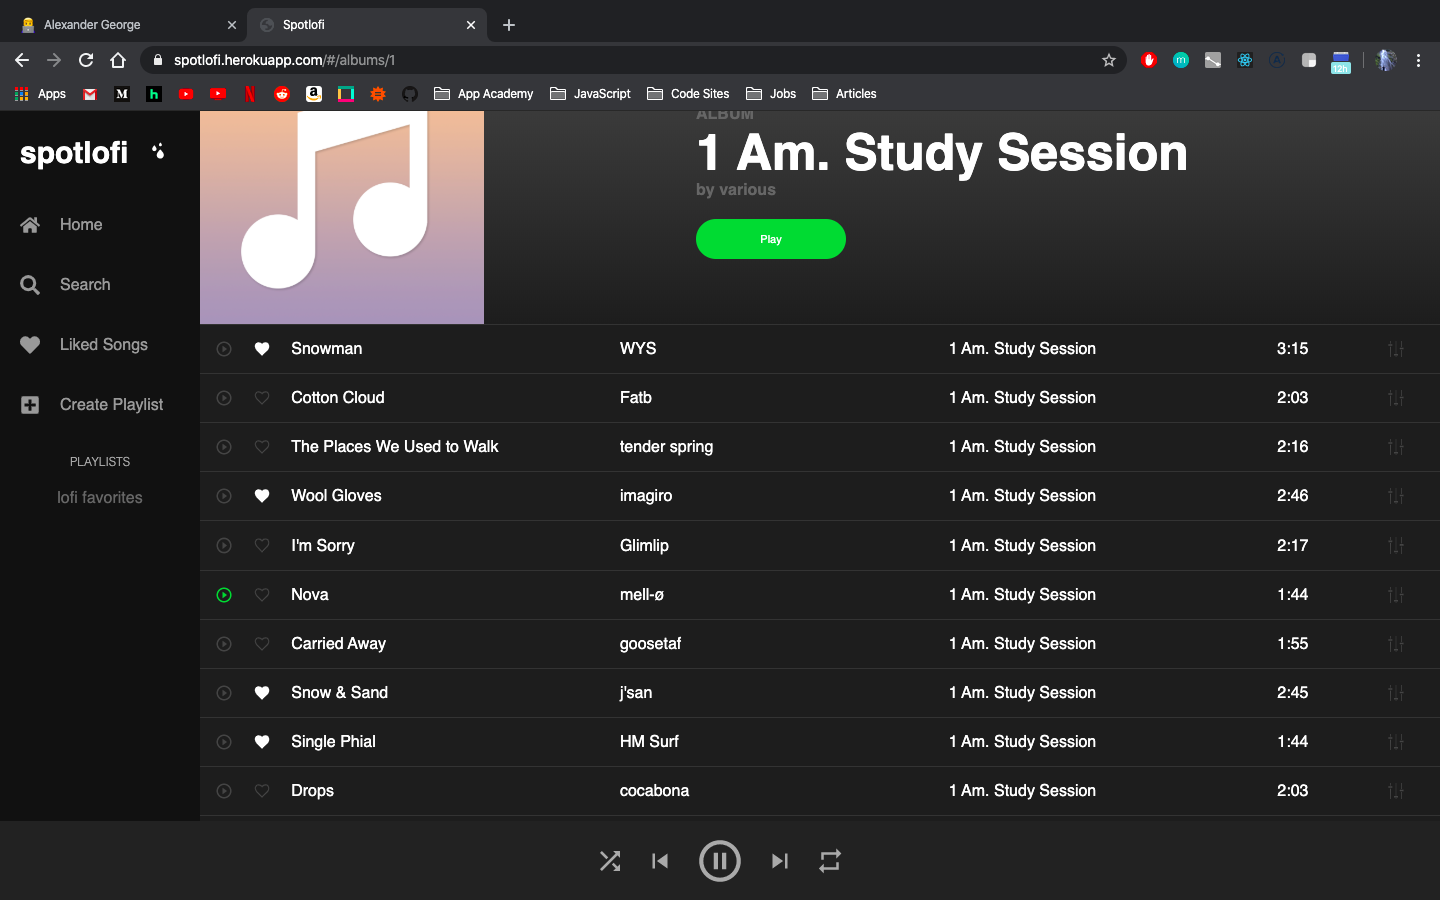 Alexander George
Spotlofi
spotlofi.herokuapp.com/#/albums/1
12h
Apps
M
h
N
a
App Academy
JavaScript
Code Sites
Jobs
Articles
spotlofi
Home
Search
Liked Songs
Create Playlist
PLAYLISTS
lofi favorites
ALBUM
1 Am. Study Session
by various
Play
Snowman WYS 1 Am. Study Session 3:15
Cotton Cloud Fatb 1 Am. Study Session 2:03
The Places We Used to Walk tender spring 1 Am. Study Session 2:16
Wool Gloves imagiro 1 Am. Study Session 2:46
I'm Sorry Glimlip 1 Am. Study Session 2:17
Nova mell-ø 1 Am. Study Session 1:44
Carried Away goosetaf 1 Am. Study Session 1:55
Snow & Sand j'san 1 Am. Study Session 2:45
Single Phial HM Surf 1 Am. Study Session 1:44
Drops cocabona 1 Am. Study Session 2:03